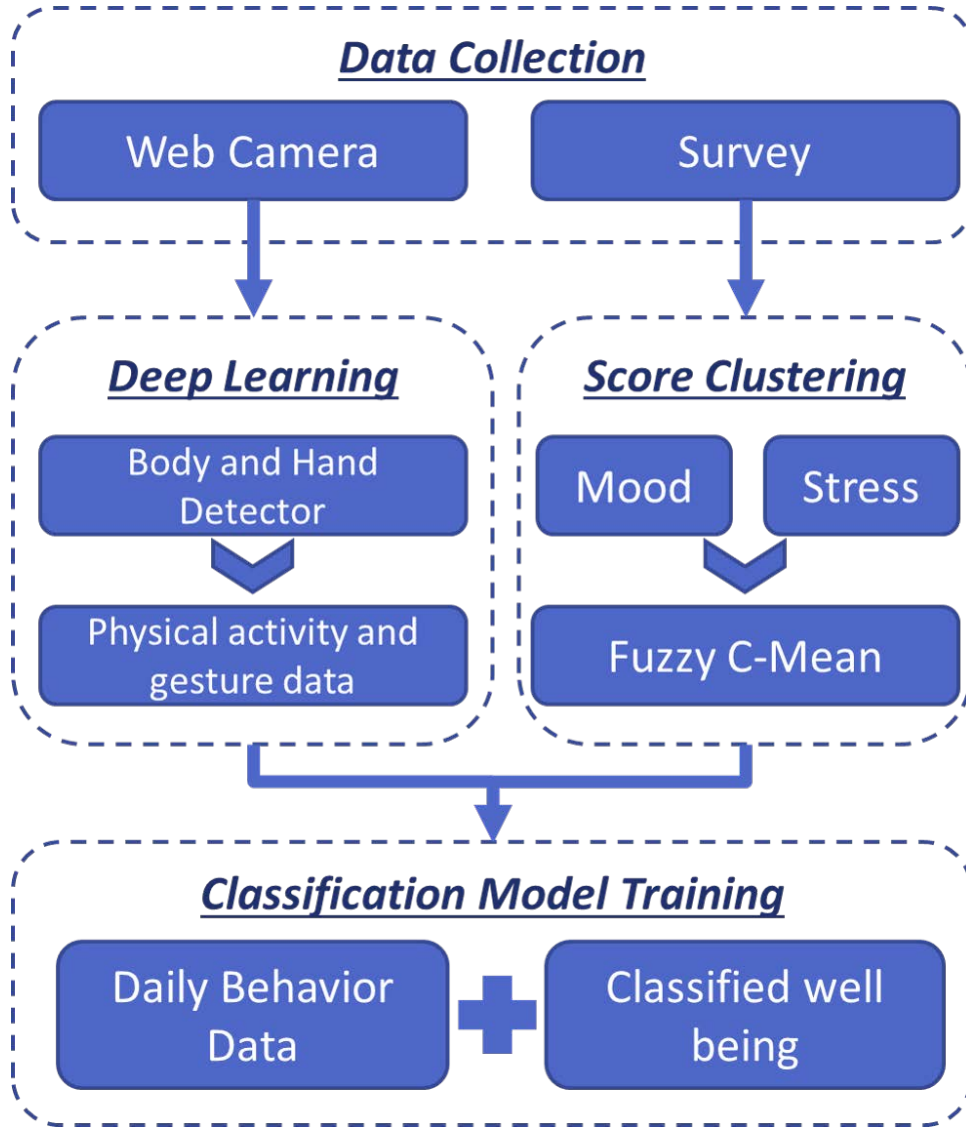 Data Collection
Web Camera
Survey
Deep Learning
Body and Hand
Detector
Physical activity and
gesture data
Score Clustering
Mood
Stress
Fuzzy C-Mean
Classification Model Training
Daily Behavior
Data
Classified well
being